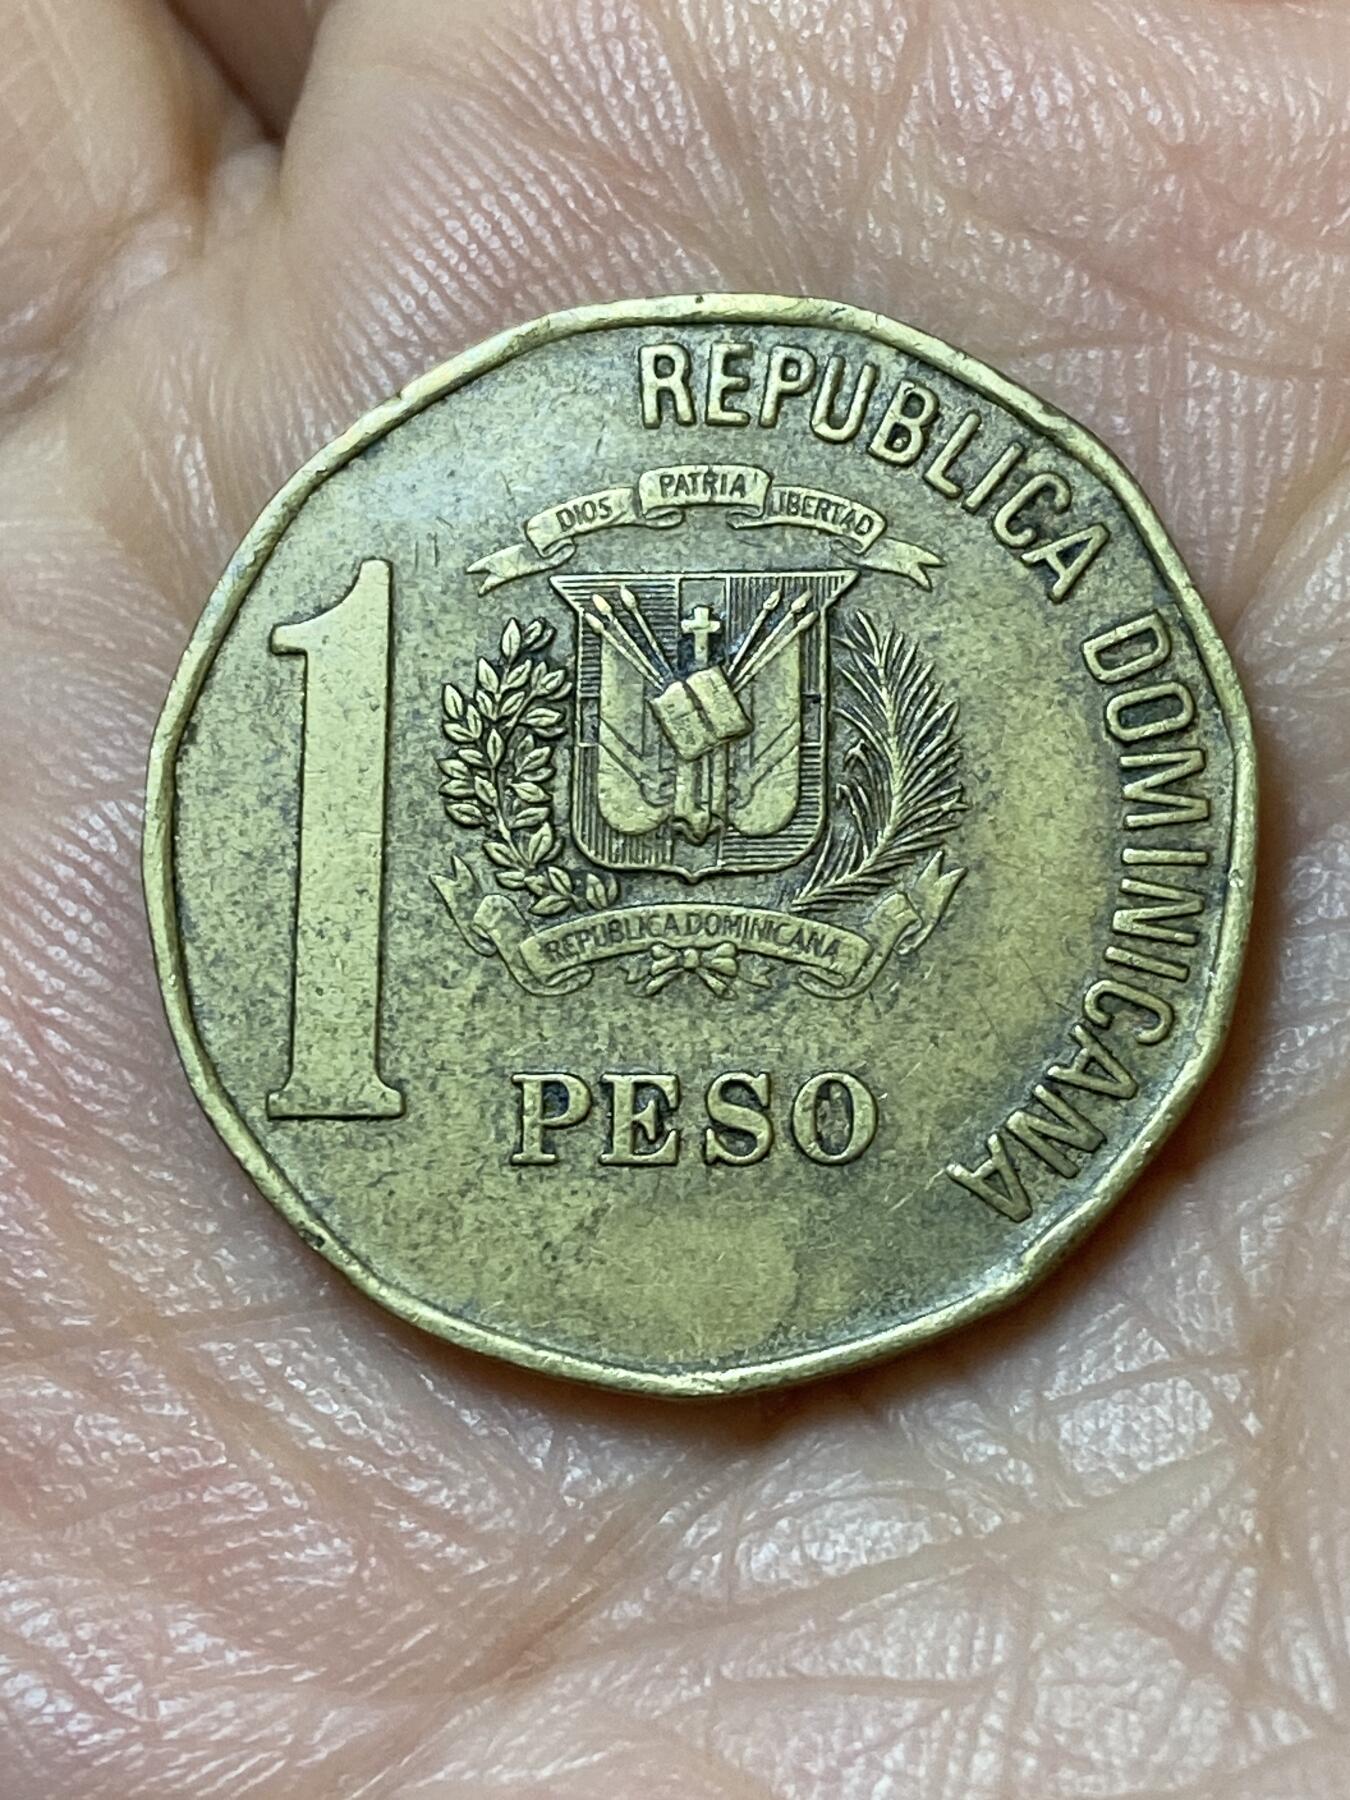 REPUBLICA DOMINICANA
DIOS PATRIA LIBERTAD
1
REPUBLICA DOMINICANA
PESO